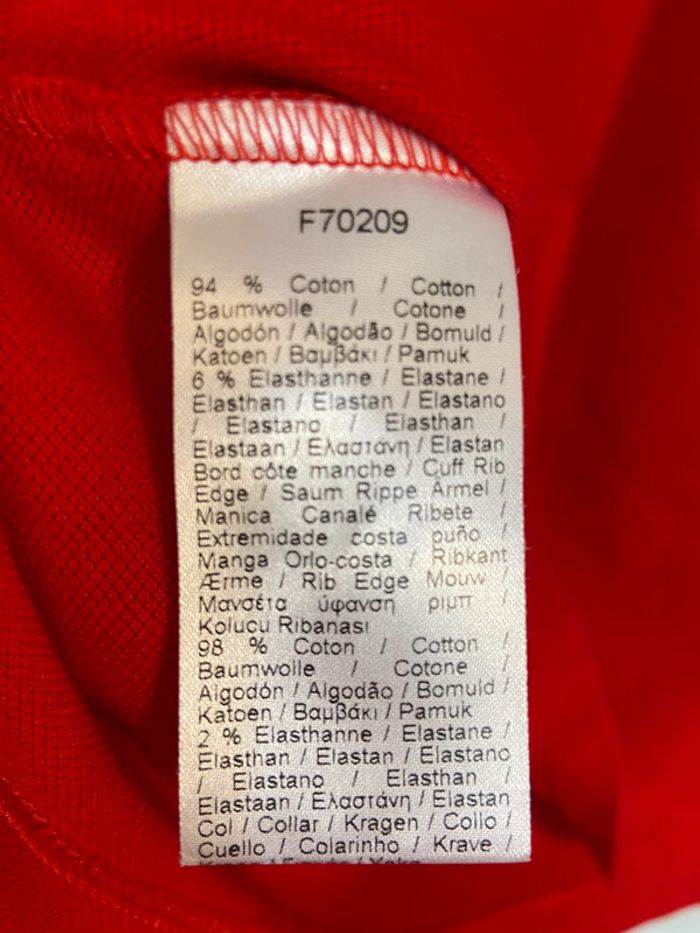 F70209
94 % Coton / Cotton /
Baumwolle / Cotone /
Algodón / Algodão / Bomuld /
Katoen / Βαμβάκι / Pamuk
6 % Elasthanne / Elastane /
Elasthan / Elastan / Elastano
/ Elastano / Elasthan /
Elastaan / Ελαστάνη / Elastan
Bord côte manche / Cuff Rib
Edge / Saum Rippe Ärmel /
Manica Canalé Ribete /
Extremidade costa puño /
Manga Orlo-costa / Ribkant
Ærme / Rib Edge Mouw /
Μανσέτα ύφανση ριμπ /
Kolucu Ribanası
98 % Coton / Cotton /
Baumwolle / Cotone /
Algodón / Algodão / Bomuld /
Katoen / Βαμβάκι / Pamuk
2 % Elasthanne / Elastane /
Elasthan / Elastan / Elastano
/ Elastano / Elasthan /
Elastaan / Ελαστάνη / Elastan
Col / Collar / Kragen / Collo /
Cuello / Colarinho / Krave /